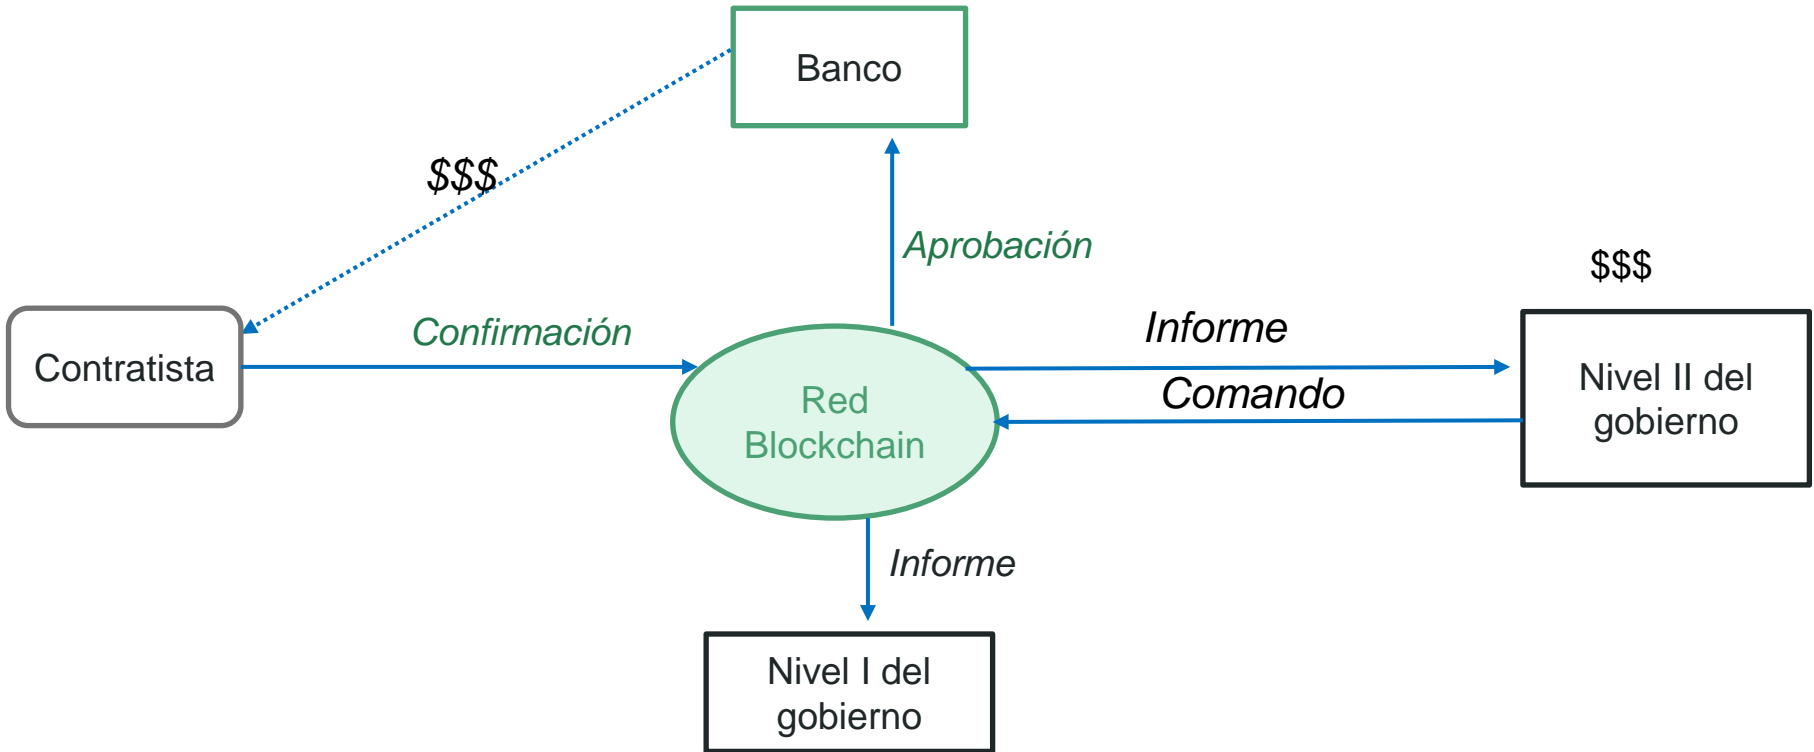 Banco
$$$
Aprobación
$$$
Contratista
Confirmación
Informe
Comando
Nivel II del
gobierno
Red
Blockchain
Informe
Nivel I del
gobierno